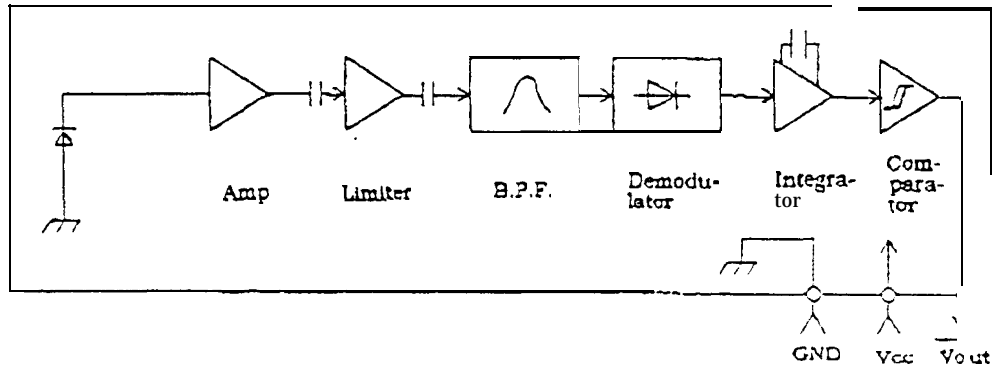 Amp
Limiter
B.P.F.
Demodu-
lator
Integra-
tor
Com-
para-
tor
GND
Vcc
Vout